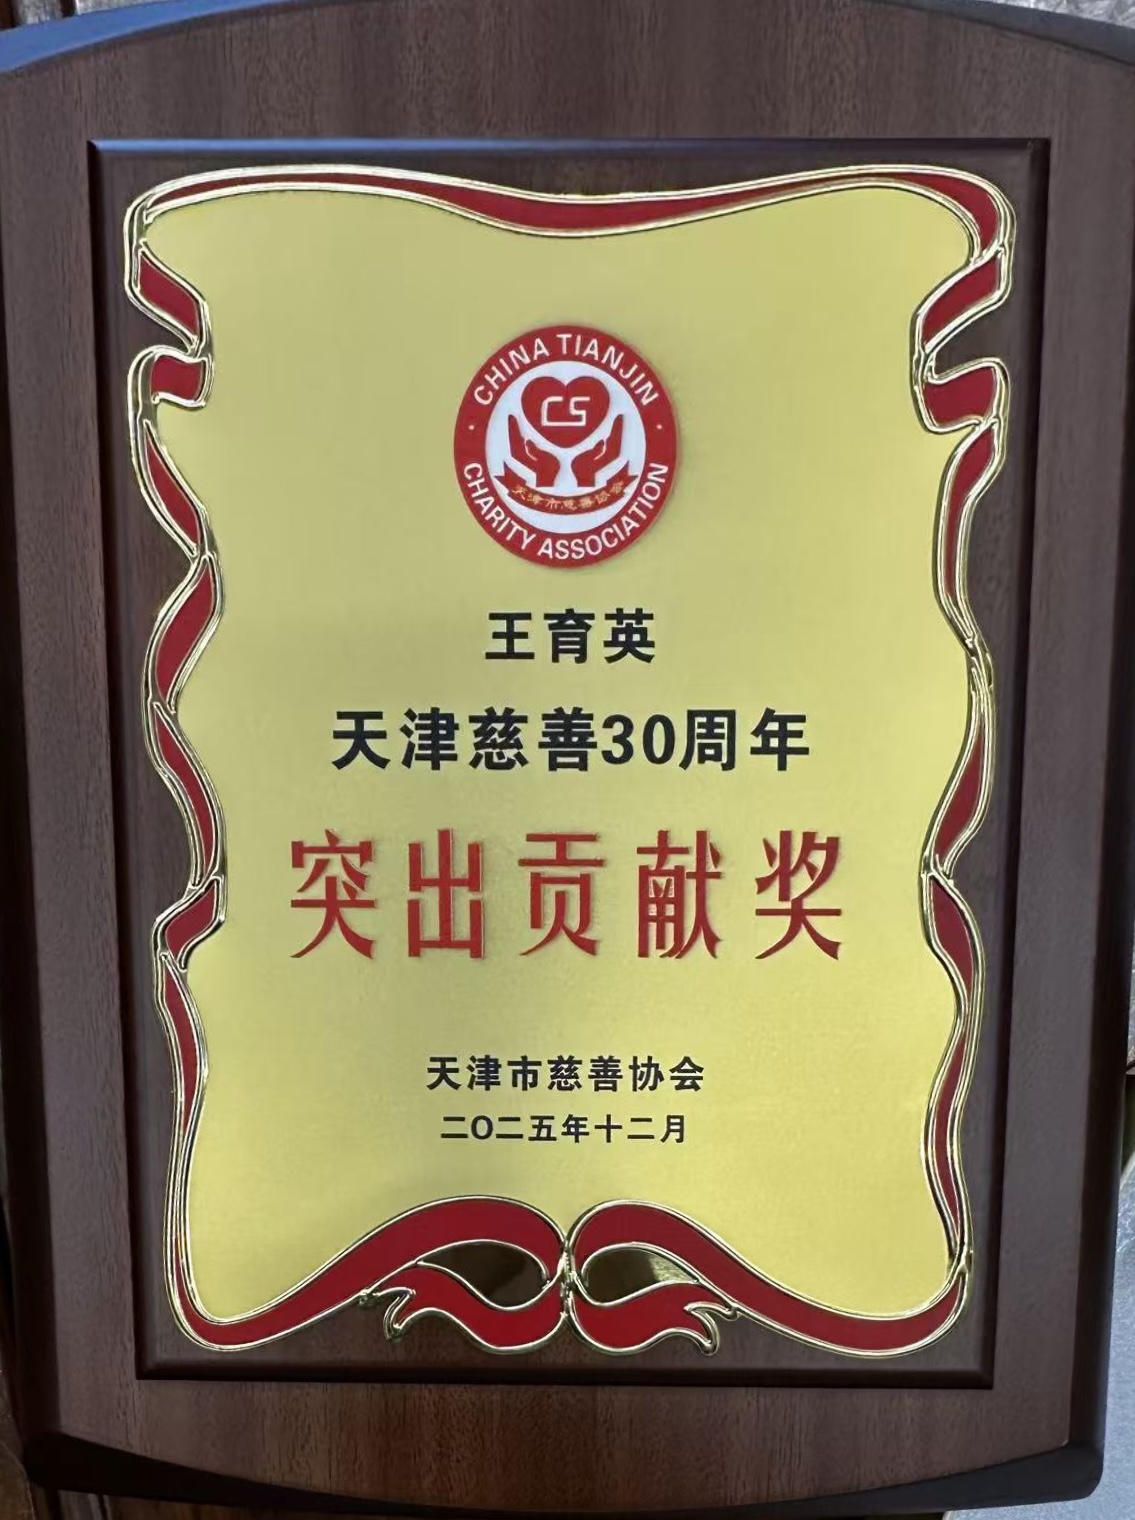 CHINA TIANJIN
CS
天津市慈善协会
CHARITY ASSOCIATION
王育英
天津慈善30周年
突出贡献奖
天津市慈善协会
二O二五年十二月